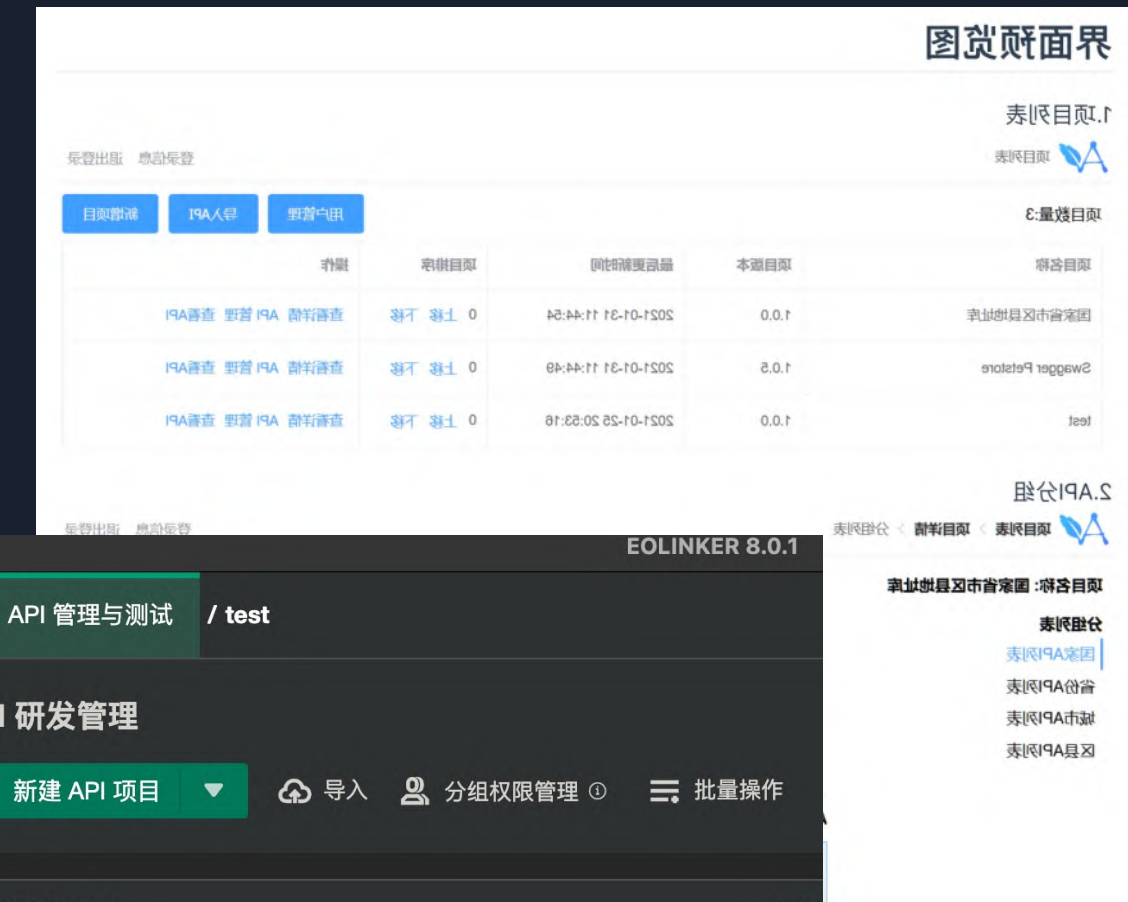 界面预览图
1.项目列表
项目列表 登录信息 退出登录
项目数量:3 用户管理 导入API 新增项目
项目名称 项目版本 最后更新时间 项目排序 操作
国家省市区县地址库 1.0.0 2021-01-31 11:44:54 0 上移 下移 查看详情 API 管理 查看API
Swagger Petstore 1.0.5 2021-01-31 11:44:49 0 上移 下移 查看详情 API 管理 查看API
test 1.0.0 2021-01-25 20:53:16 0 上移 下移 查看详情 API 管理 查看API
2.API分组
项目列表 > 项目详情 > 分组列表 登录信息 退出登录
项目名称: 国家省市区县地址库
分组列表
国家API列表
省份API列表
城市API列表
区县API列表
EOLINKER 8.0.1
API 管理与测试 / test
研发管理
新建 API 项目 导入 分组权限管理 批量操作